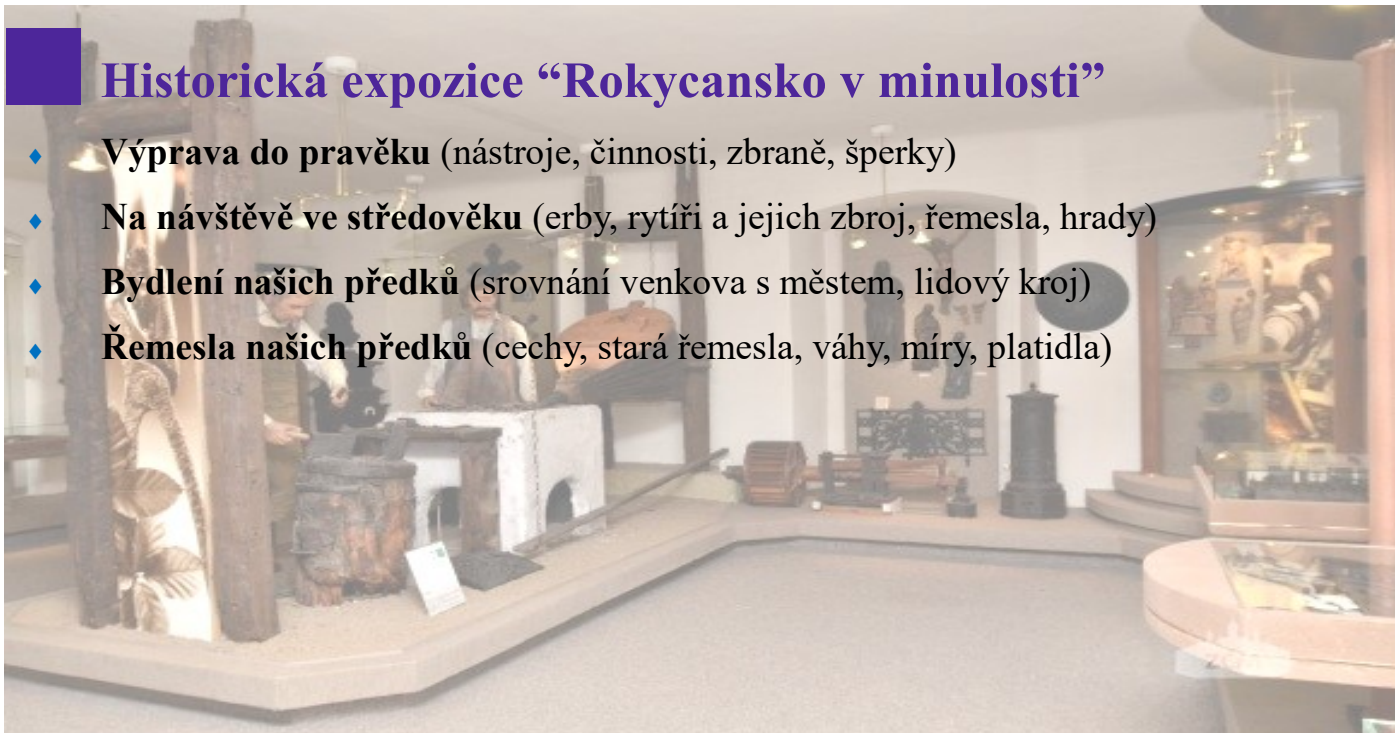 Historická expozice “Rokycansko v minulosti”
Výprava do pravěku (nástroje, činnosti, zbraně, šperky)
Na návštěvě ve středověku (erby, rytíři a jejich zbroj, řemesla, hrady)
Bydlení našich předků (srovnání venkova s městem, lidový kroj)
Řemesla našich předků (cechy, stará řemesla, váhy, míry, platidla)